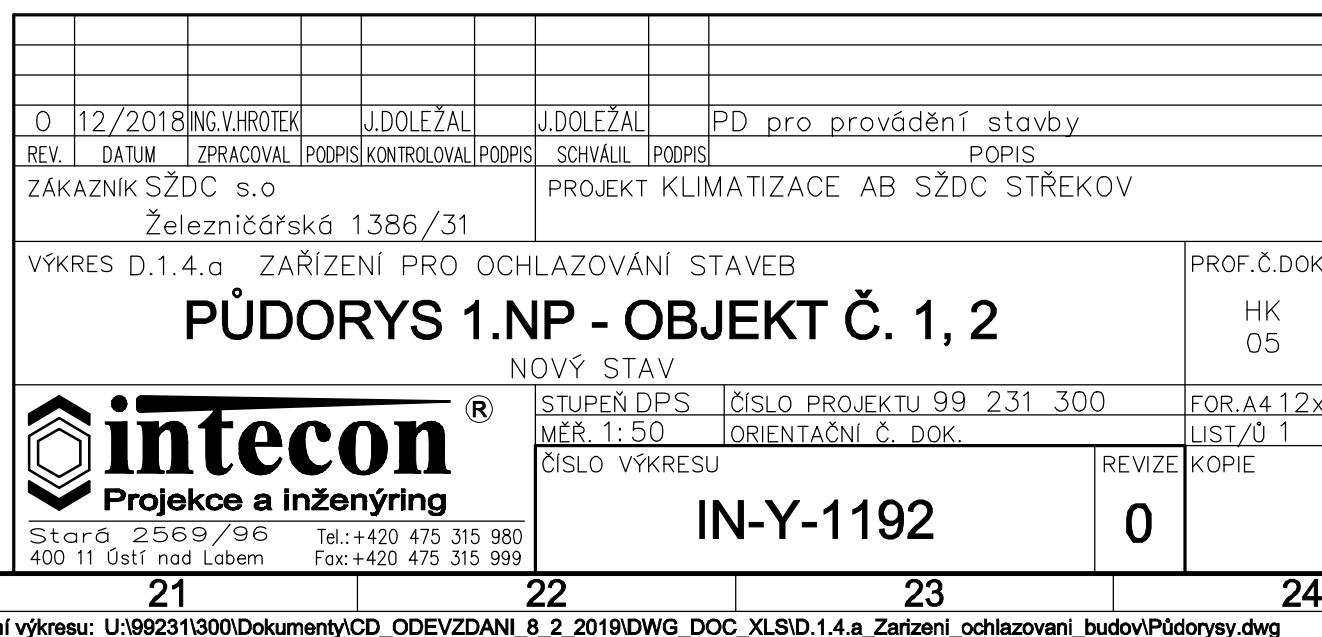 0 12/2018 ING.V.HROTEK J.DOLEŽAL J.DOLEŽAL PD pro provádění stavby
REV. DATUM ZPRACOVAL PODPIS KONTROLOVAL PODPIS SCHVÁLIL PODPIS POPIS
ZÁKAZNÍK SŽDC s.o PROJEKT KLIMATIZACE AB SŽDC STŘEKOV
Železničářská 1386/31
VÝKRES D.1.4.a ZAŘÍZENÍ PRO OCHLAZOVÁNÍ STAVEB PROF.Č.DOK
PŮDORYS 1.NP - OBJEKT Č. 1, 2
HK
05
NOVÝ STAV
intecon ®
Projekce a inženýring
Stará 2569/96 Tel.:+420 475 315 980
400 11 Ústí nad Labem Fax:+420 475 315 999
STUPEŇ DPS ČÍSLO PROJEKTU 99 231 300 FOR.A4 12x
MĚŘ. 1:50 ORIENTAČNÍ Č. DOK. LIST/Ů 1
ČÍSLO VÝKRESU REVIZE KOPIE
IN-Y-1192 0
21 22 23 24
výkresu: U:\99231\300\Dokumenty\CD_ODEVZDANI_8_2_2019\DWG_DOC_XLS\D.1.4.a_Zarizeni_ochlazovani_budov\Půdorysy.dwg